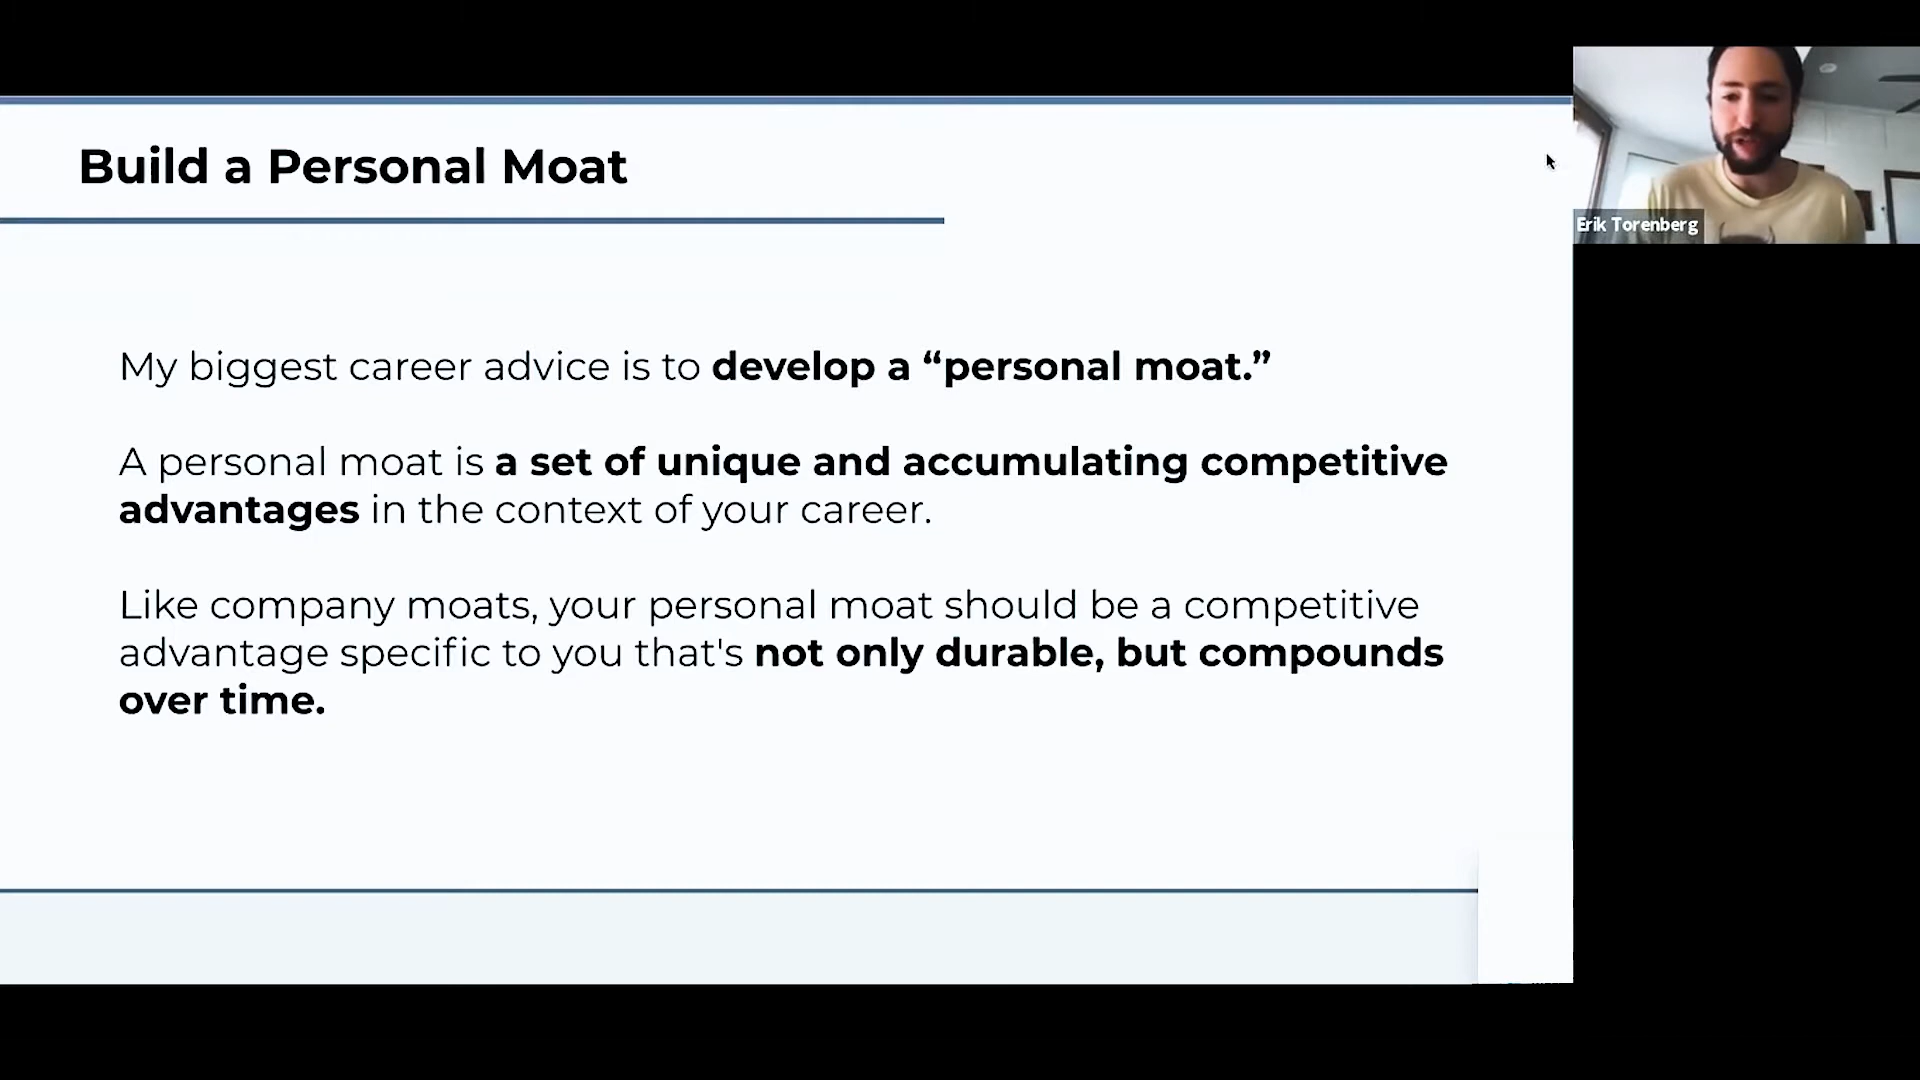 Build a Personal Moat
Erik Torenberg
My biggest career advice is to develop a “personal moat.”
A personal moat is a set of unique and accumulating competitive
advantages in the context of your career.
Like company moats, your personal moat should be a competitive
advantage specific to you that's not only durable, but compounds
over time.